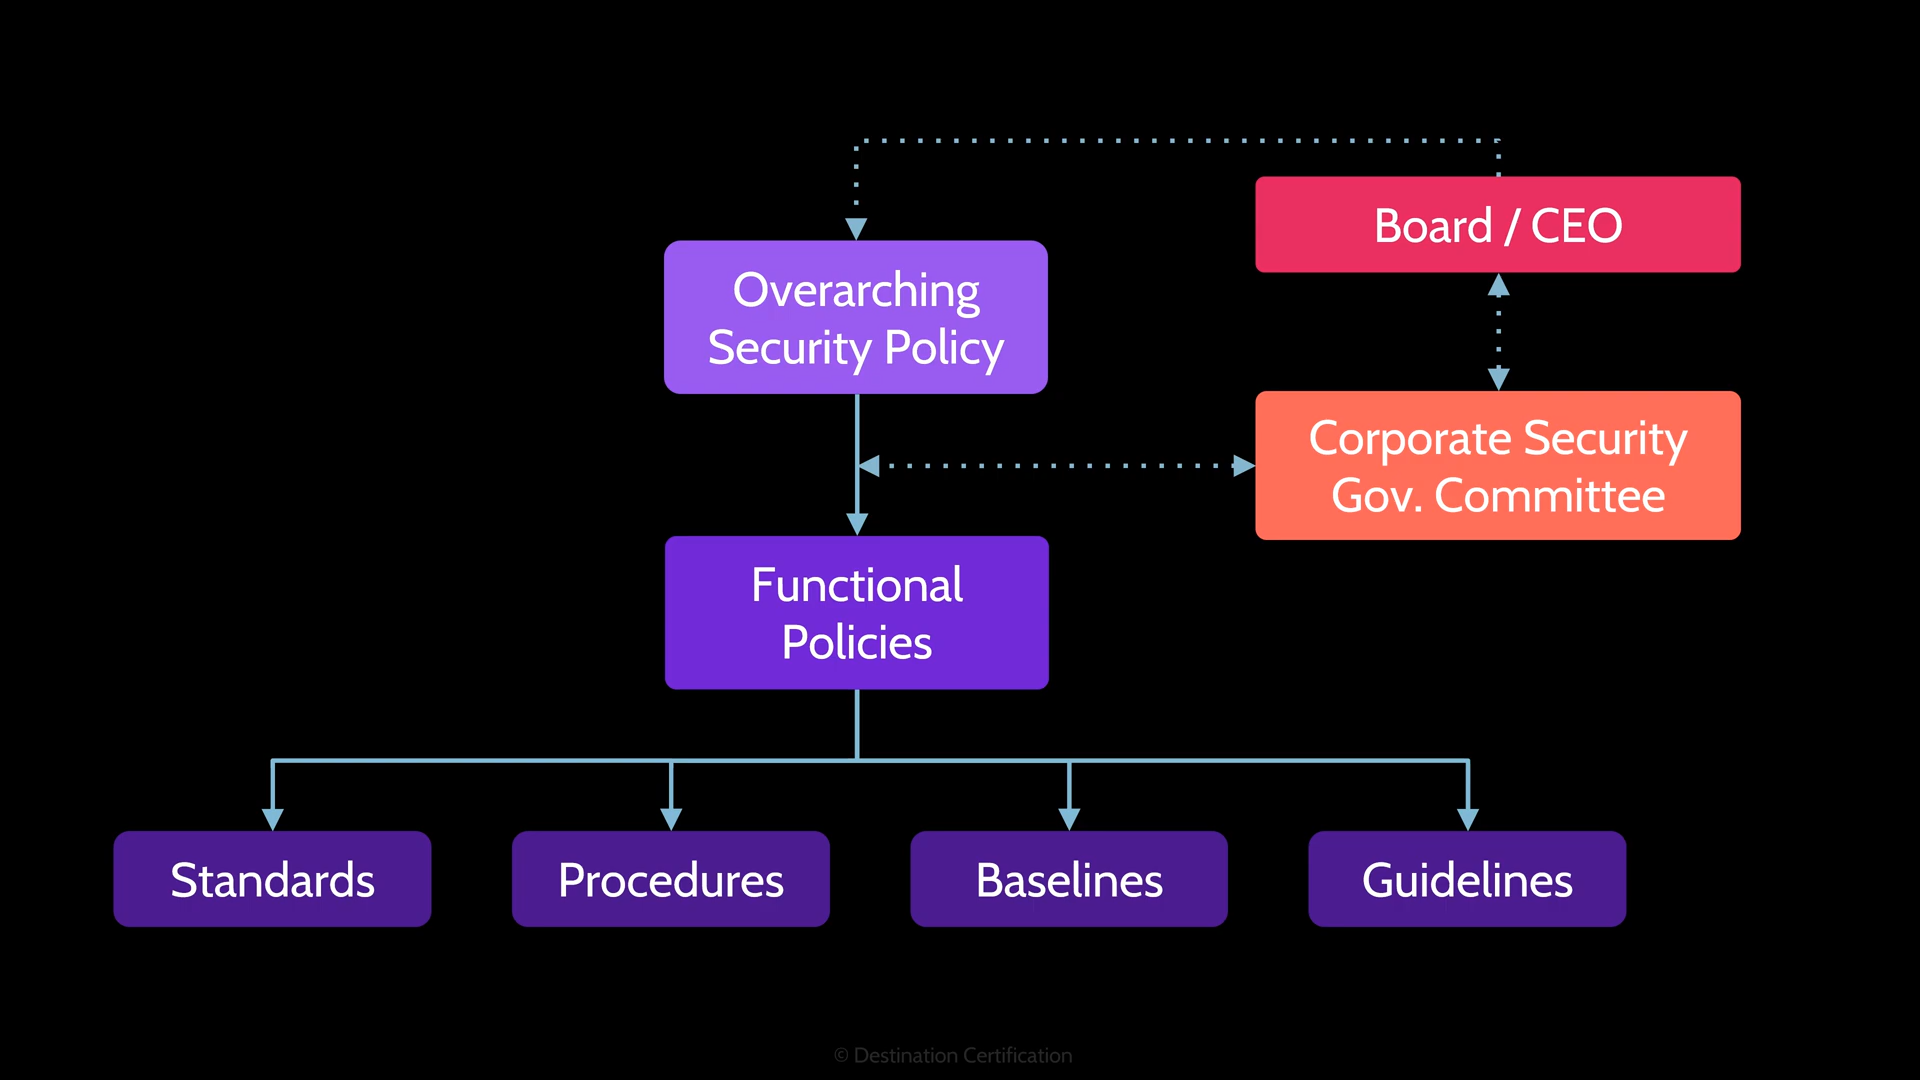 Board / CEO
Overarching
Security Policy
Corporate Security
Gov. Committee
Functional
Policies
Standards
Procedures
Baselines
Guidelines
© Destination Certification